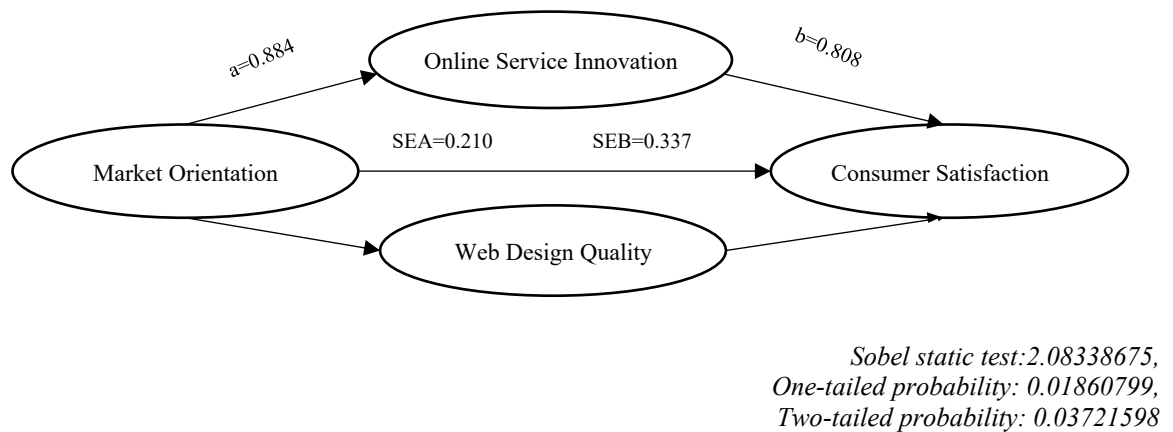 a=0.884
b=0.808
Online Service Innovation
SEA=0.210
SEB=0.337
Market Orientation
Consumer Satisfaction
Web Design Quality
Sobel static test:2.08338675,
One-tailed probability: 0.01860799,
Two-tailed probability: 0.03721598